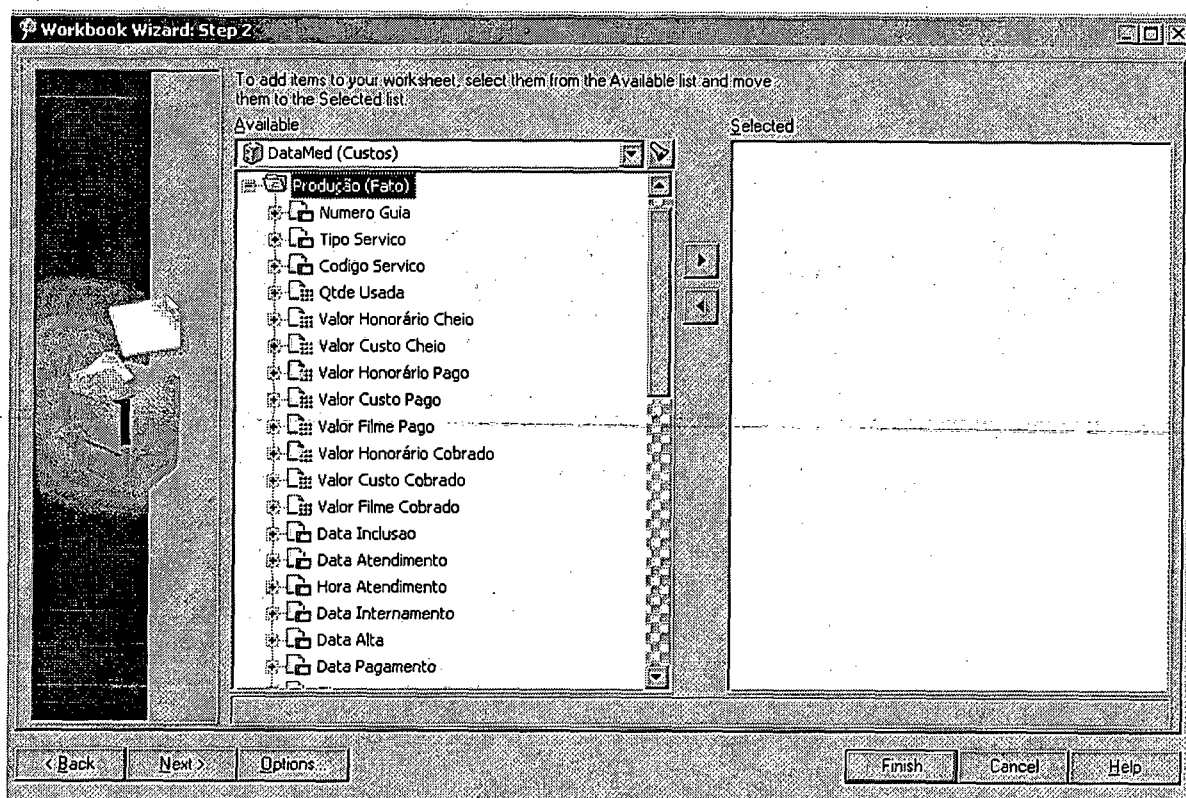 Workbook Wizard: Step 2
To add items to your worksheet, select them from the Available list and move
them to the Selected list.
Available
Selected
DataMed (Custos)
Produção (Fato)
Numero Guia
Tipo Servico
Codigo Servico
Qtde Usada
Valor Honorário Cheio
Valor Custo Cheio
Valor Honorário Pago
Valor Custo Pago
Valor Filme Pago
Valor Honorário Cobrado
Valor Custo Cobrado
Valor Filme Cobrado
Data Inclusao
Data Atendimento
Hora Atendimento
Data Internamento
Data Alta
Data Pagamento
< Back Next > Options... Finish Cancel Help